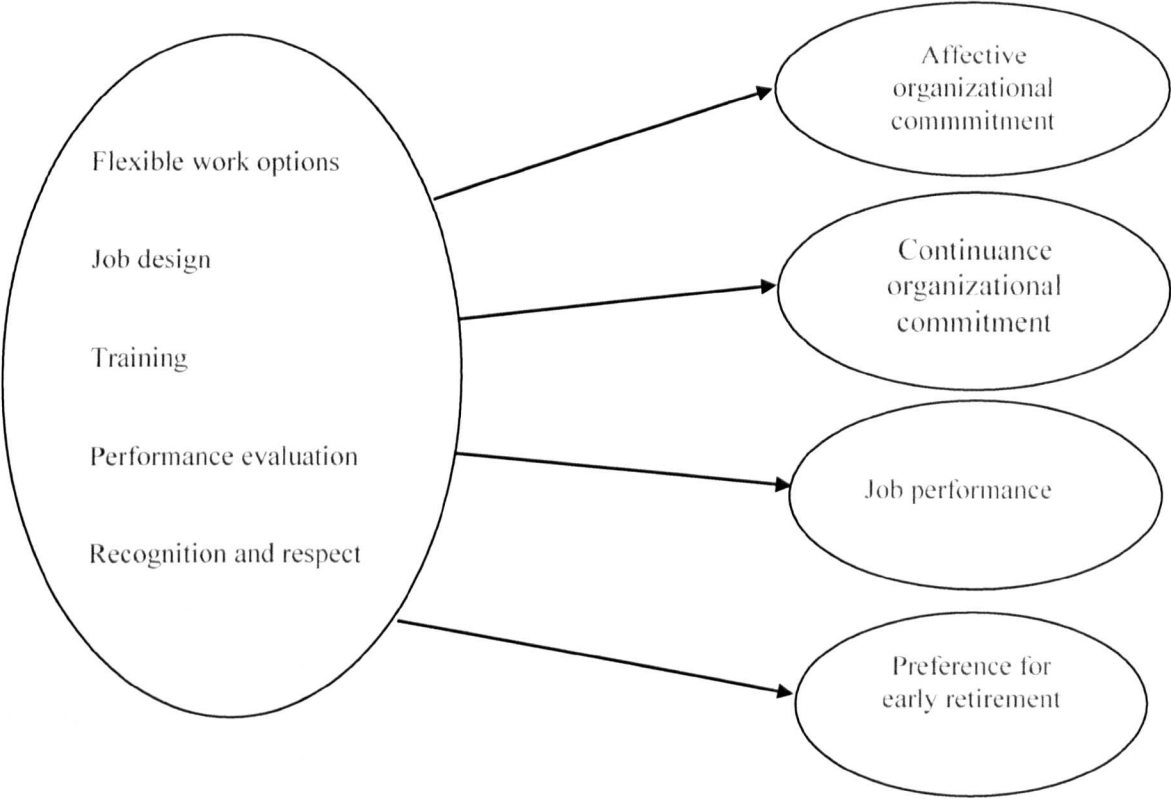 Flexible work options
Job design
Training
Performance evaluation
Recognition and respect
Affective
organizational
commmitment
Continuance
organizational
commitment
Job performance
Preference for
early retirement